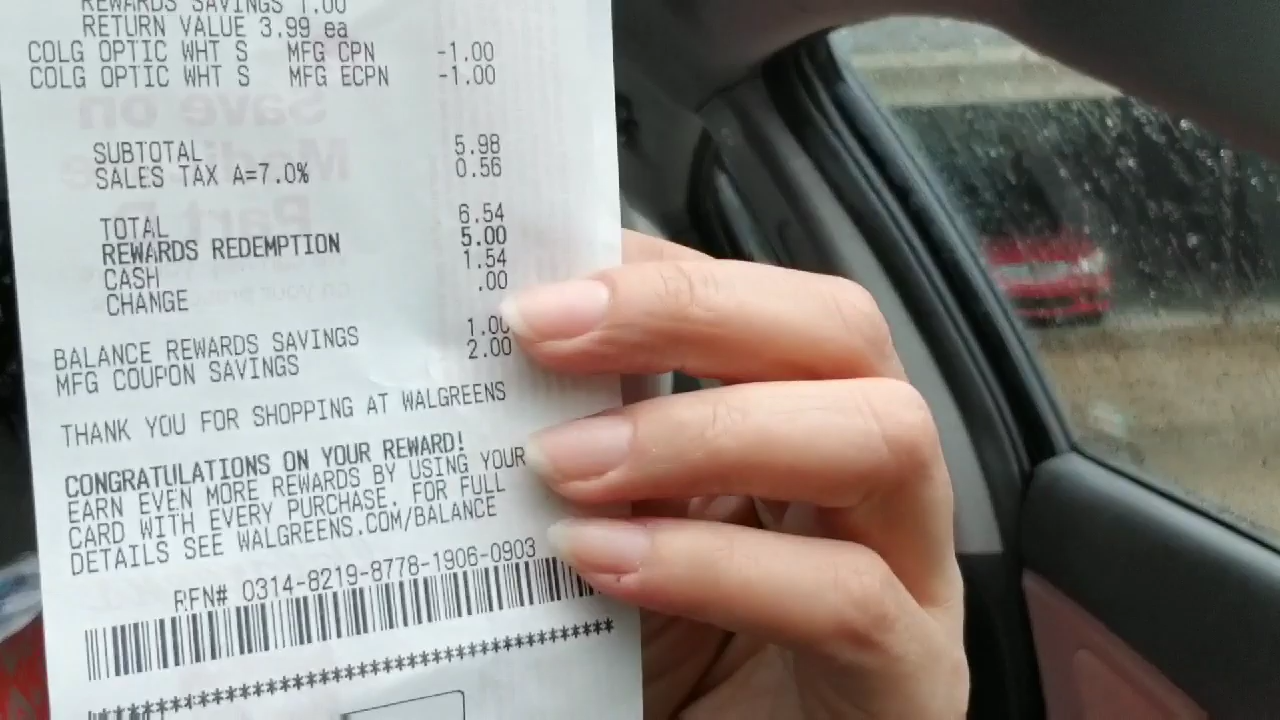 REWARDS SAVINGS 1.00
RETURN VALUE 3.99 ea
COLG OPTIC WHT S MFG CPN -1.00
COLG OPTIC WHT S MFG ECPN -1.00
SUBTOTAL 5.98
SALES TAX A=7.0% 0.56
TOTAL 6.54
REWARDS REDEMPTION 5.00
CASH 1.54
CHANGE .00
BALANCE REWARDS SAVINGS 1.00
MFG COUPON SAVINGS 2.00
THANK YOU FOR SHOPPING AT WALGREENS
CONGRATULATIONS ON YOUR REWARD!
EARN EVEN MORE REWARDS BY USING YOUR
CARD WITH EVERY PURCHASE. FOR FULL
DETAILS SEE WALGREENS.COM/BALANCE
RFN# 0314-8219-8778-1906-0903
*****************************************